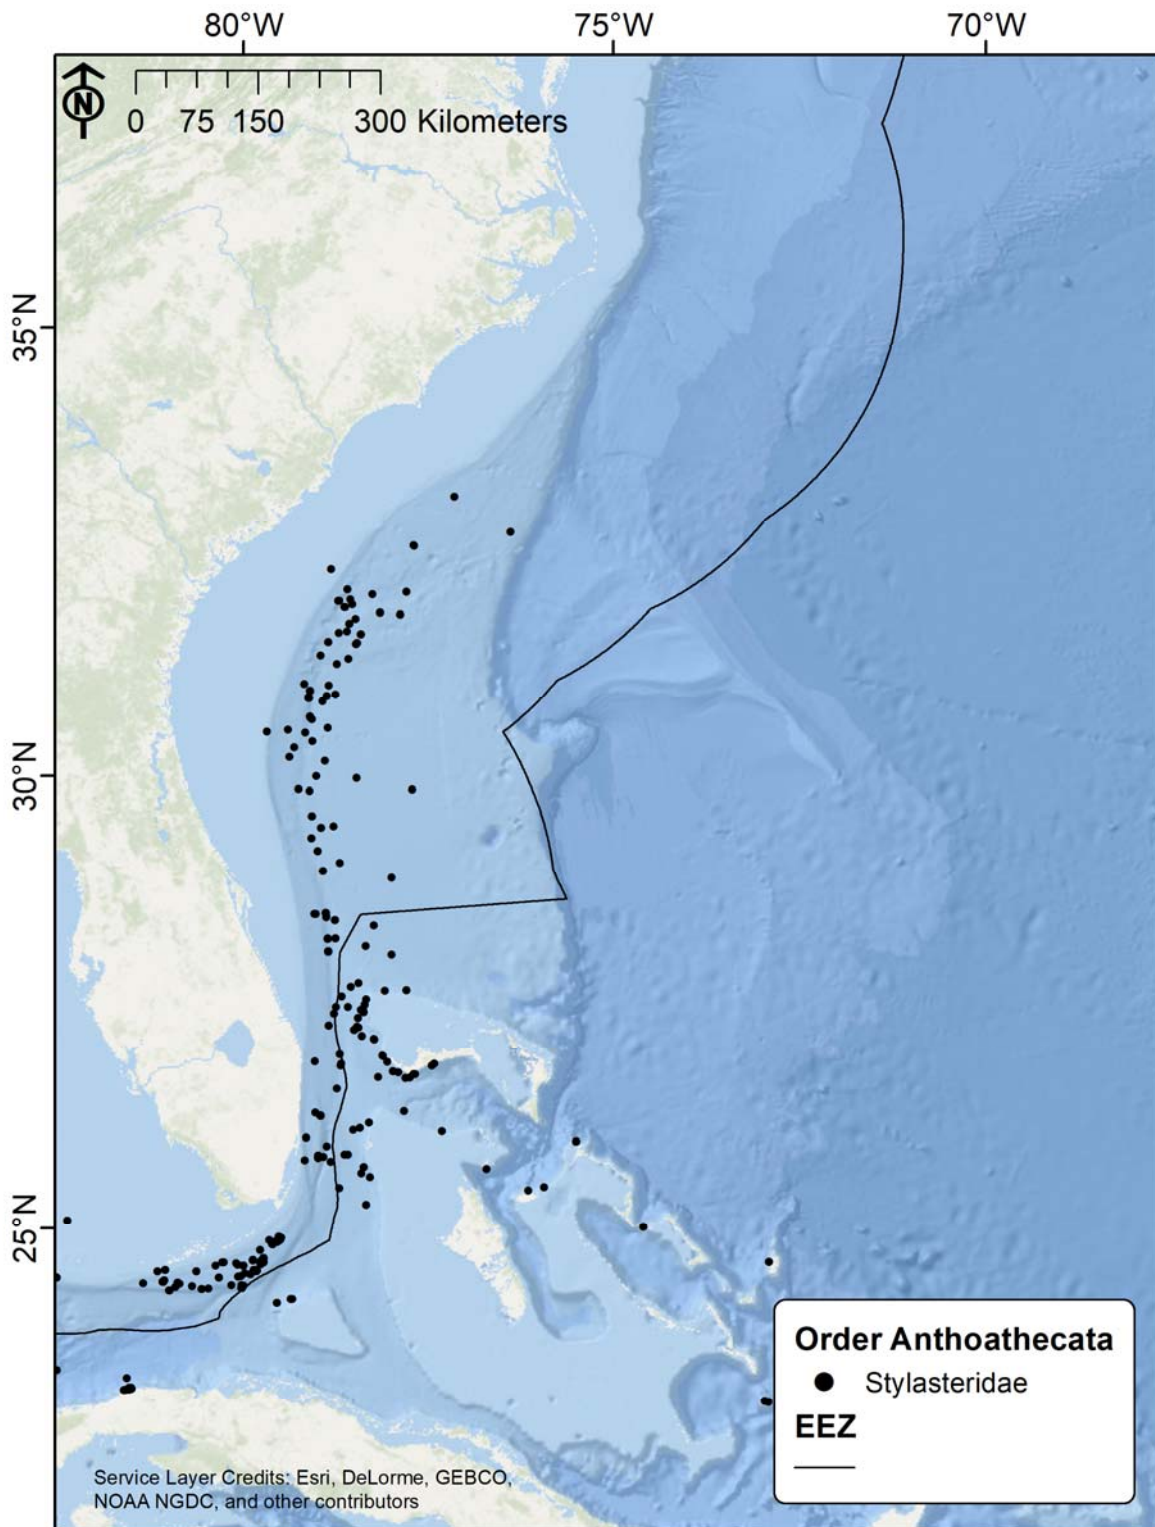 80°W 75°W 70°W
N
0 75 150 300 Kilometers
35°N
30°N
25°N
Order Anthoathecata
Stylasteridae
EEZ
Service Layer Credits: Esri, DeLorme, GEBCO,
NOAA NGDC, and other contributors